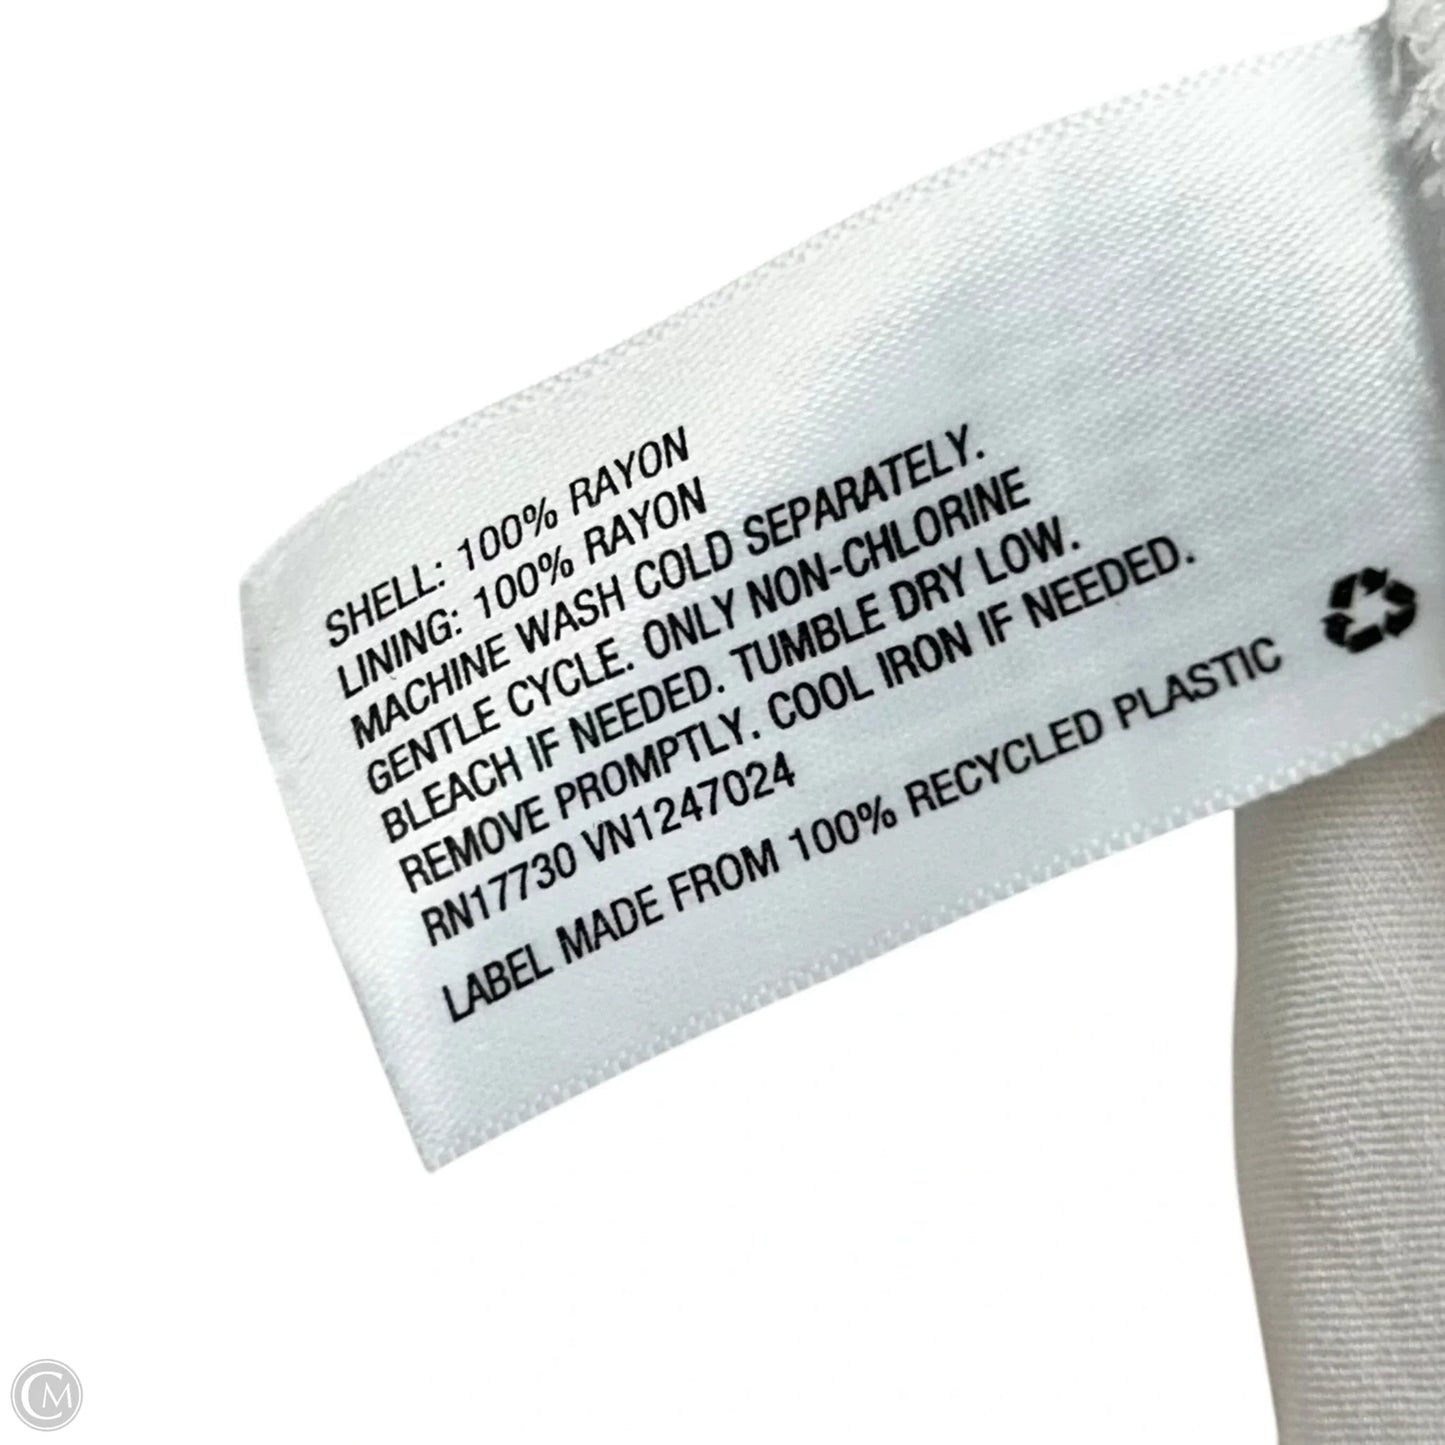 SHELL: 100% RAYON
LINING: 100% RAYON
MACHINE WASH COLD SEPARATELY.
GENTLE CYCLE. ONLY NON-CHLORINE
BLEACH IF NEEDED. TUMBLE DRY LOW.
REMOVE PROMPTLY. COOL IRON IF NEEDED.
RN17730 VN1247024
LABEL MADE FROM 100% RECYCLED PLASTIC
CM